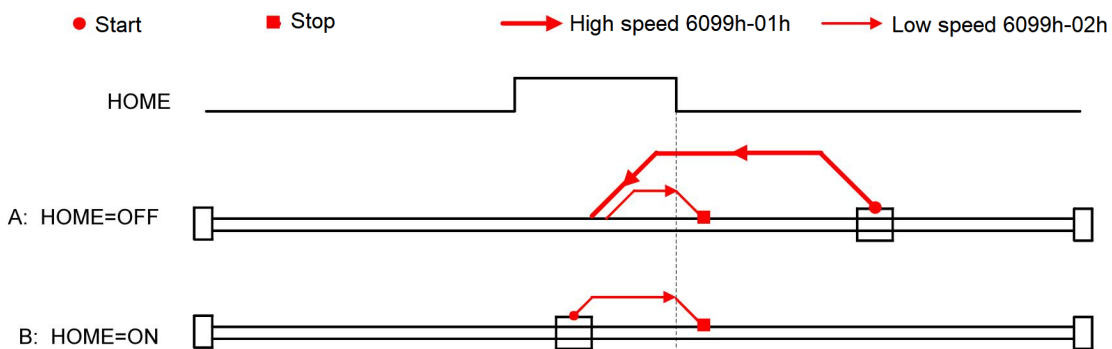 Start Stop High speed 6099h-01h Low speed 6099h-02h
HOME
A: HOME=OFF
B: HOME=ON